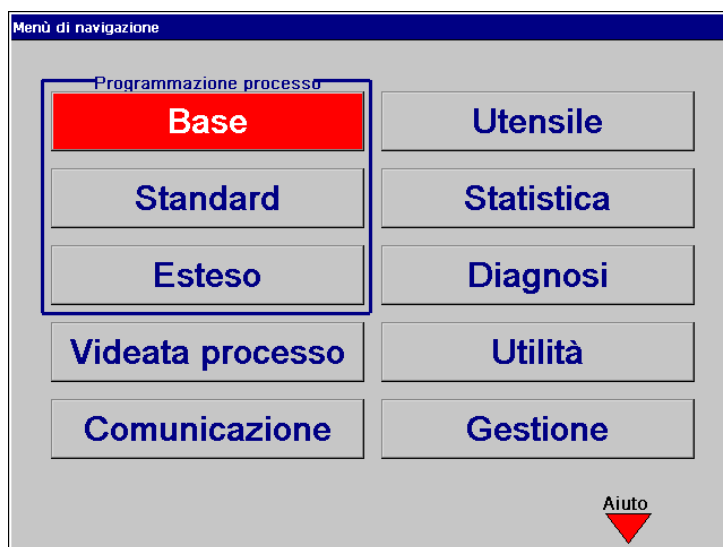 Menù di navigazione
Programmazione processo
Base
Utensile
Standard
Statistica
Esteso
Diagnosi
Videata processo
Utilità
Comunicazione
Gestione
Aiuto